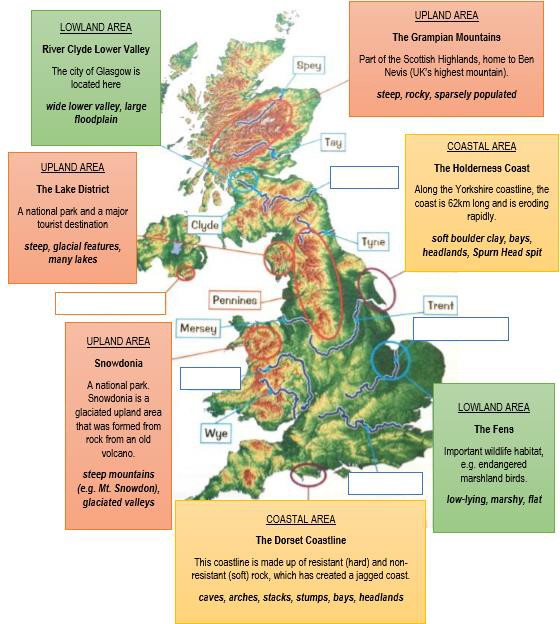 LOWLAND AREA
River Clyde Lower Valley
The city of Glasgow is
located here
wide lower valley, large
floodplain
UPLAND AREA
The Grampian Mountains
Part of the Scottish Highlands, home to Ben
Nevis (UK's highest mountain).
steep, rocky, sparsely populated
Spey
Tay
COASTAL AREA
The Holderness Coast
Along the Yorkshire coastline, the
coast is 62km long and is eroding
rapidly.
soft boulder clay, bays,
headlands, Spurn Head spit
UPLAND AREA
The Lake District
A national park and a major
tourist destination
steep, glacial features,
many lakes
Clyde
Tyne
Pennines
Trent
Mersey
UPLAND AREA
Snowdonia
A national park.
Snowdonia is a
glaciated upland area
that was formed from
rock from an old
volcano.
steep mountains
(e.g. Mt. Snowdon),
glaciated valleys
Wye
LOWLAND AREA
The Fens
Important wildlife habitat,
e.g. endangered
marshland birds.
low-lying, marshy, flat
COASTAL AREA
The Dorset Coastline
This coastline is made up of resistant (hard) and non-
resistant (soft) rock, which has created a jagged coast.
caves, arches, stacks, stumps, bays, headlands